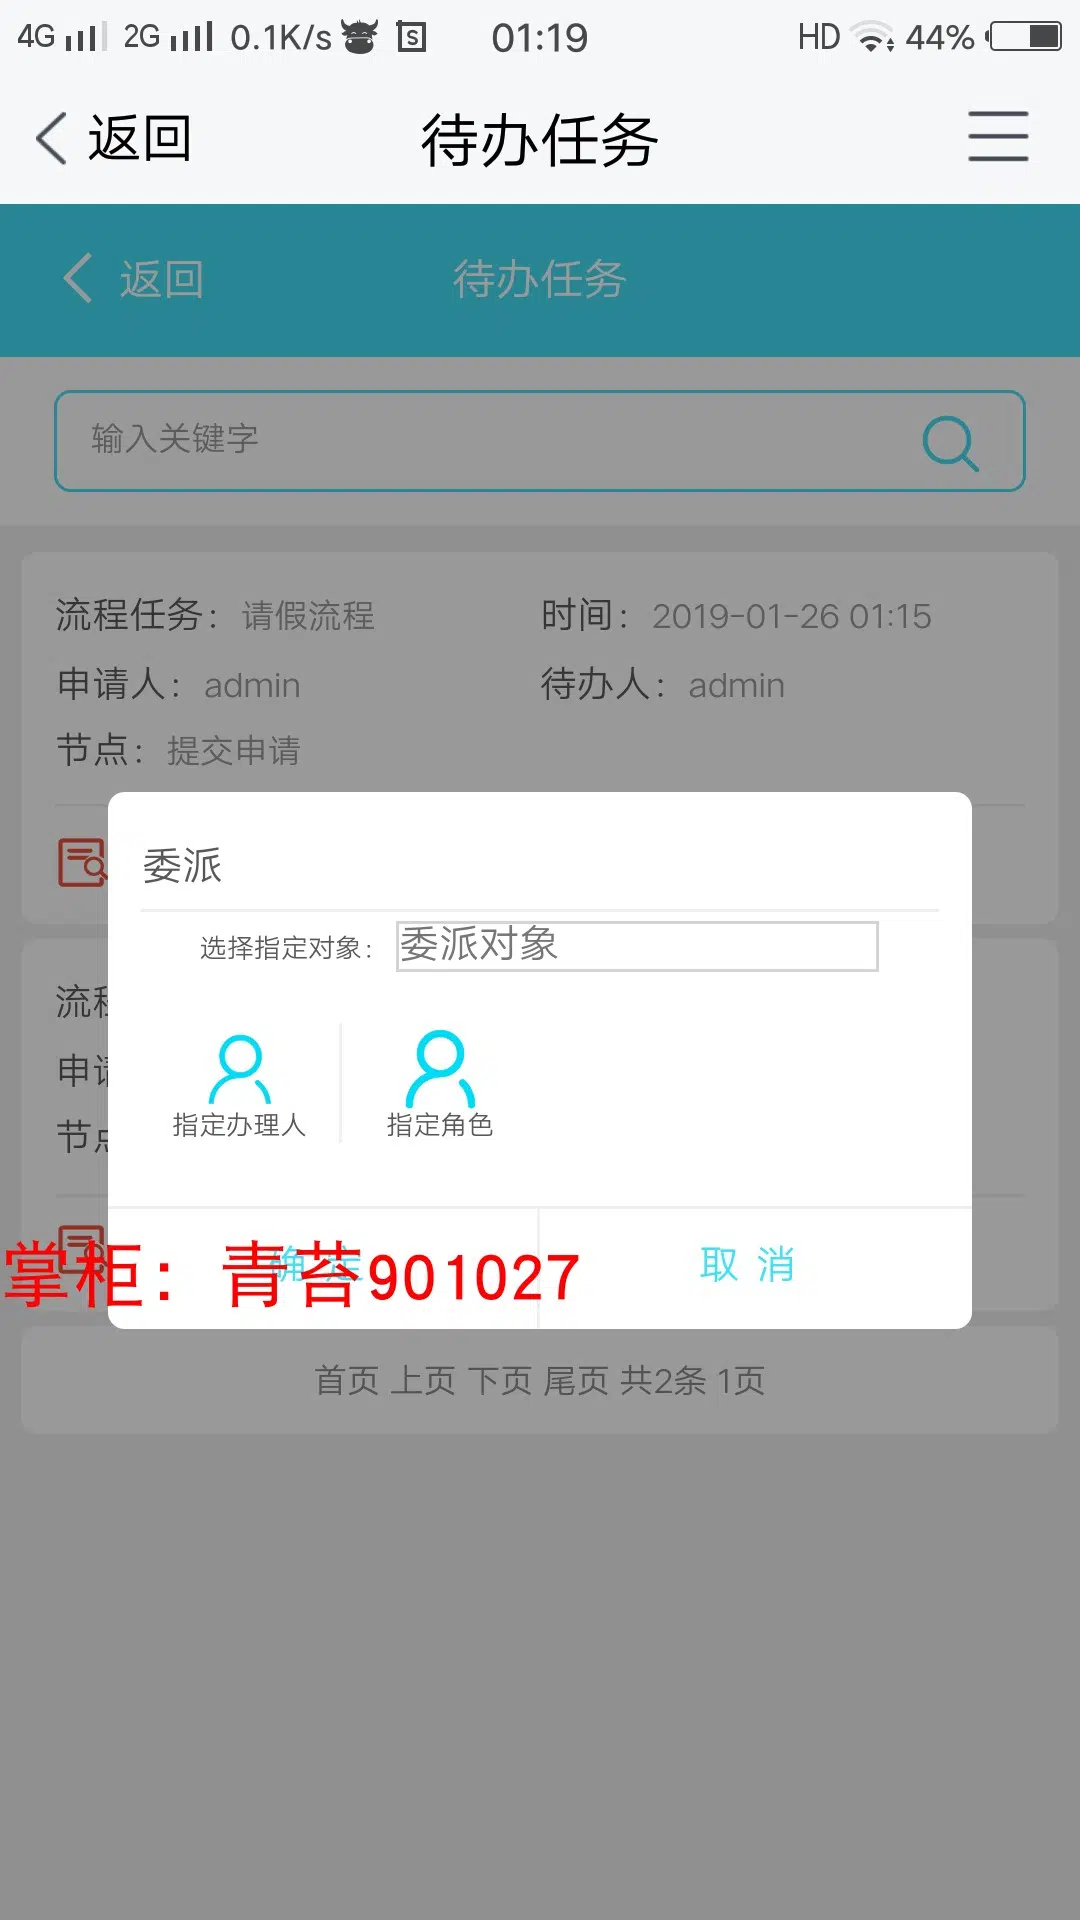 4G 2G 0.1K/s S 01:19 HD 44%
返回 待办任务
返回 待办任务
输入关键字
流程任务：请假流程 时间：2019-01-26 01:15
申请人：admin 待办人：admin
节点：提交申请
委派
选择指定对象：委派对象
流
申
节
指定办理人 指定角色
确定 取消
掌柜：青苔901027
首页 上页 下页 尾页 共2条 1页